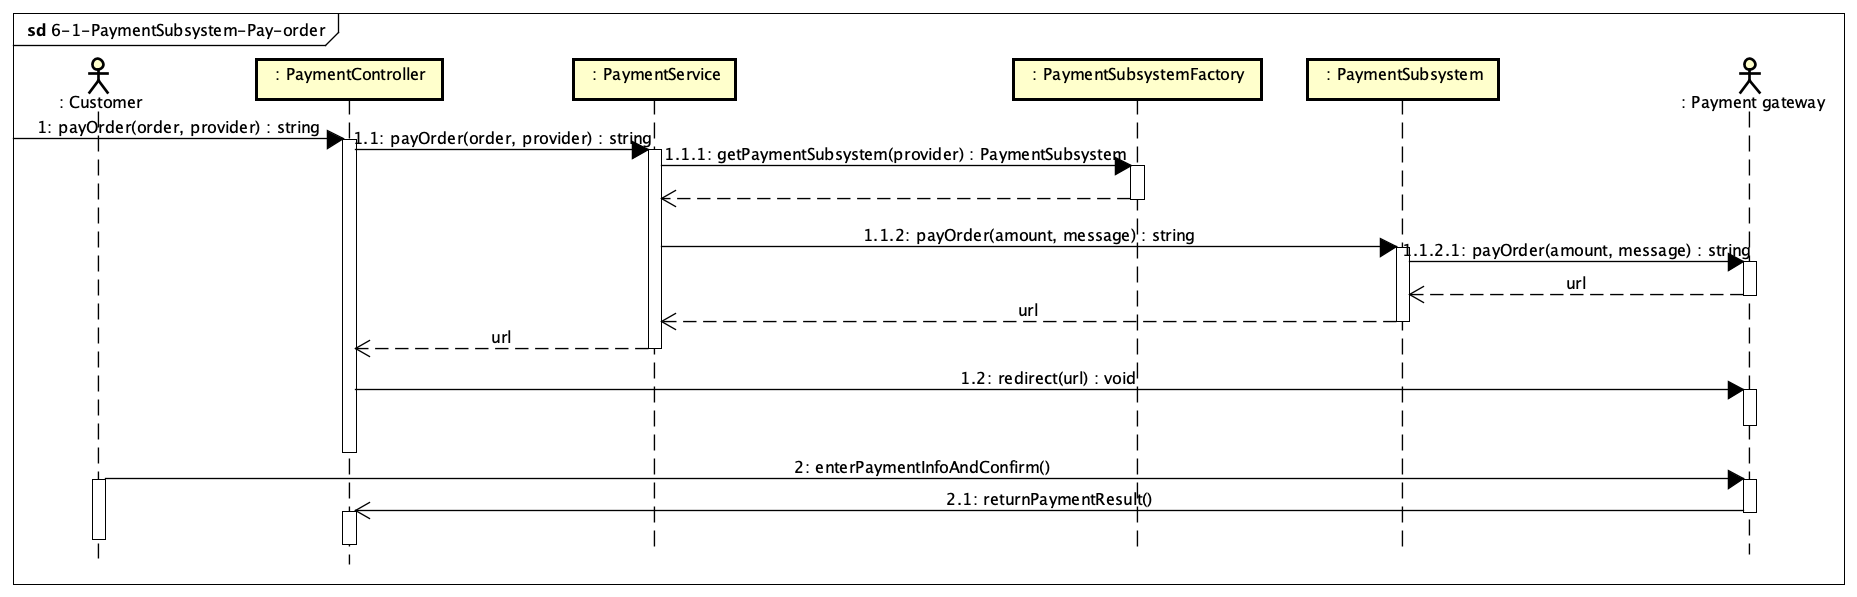 sd 6-1-PaymentSubsystem-Pay-order
: Customer
: PaymentController
: PaymentService
: PaymentSubsystemFactory
: PaymentSubsystem
: Payment gateway
1: payOrder(order, provider) : string
1.1: payOrder(order, provider) : string
1.1.1: getPaymentSubsystem(provider) : PaymentSubsystem
1.1.2: payOrder(amount, message) : string
1.1.2.1: payOrder(amount, message) : string
url
url
url
1.2: redirect(url) : void
2: enterPaymentInfoAndConfirm()
2.1: returnPaymentResult()